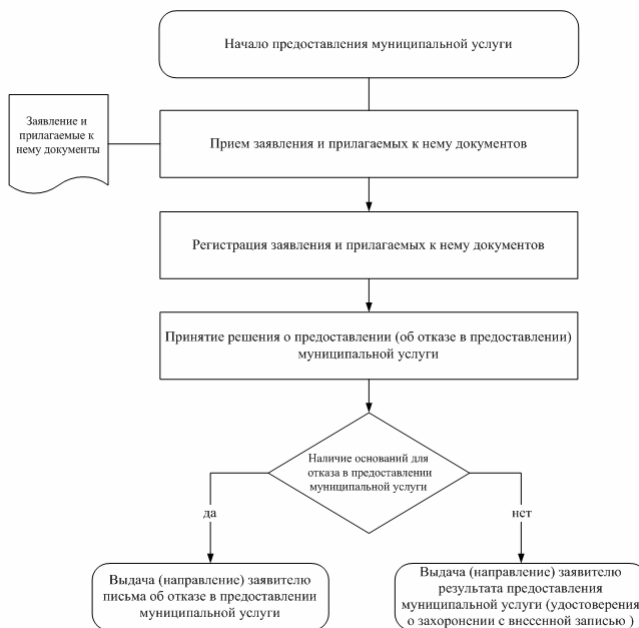 Начало предоставления муниципальной услуги
Заявление и
прилагаемые к
нему документы
Прием заявления и прилагаемых к нему документов
Регистрация заявления и прилагаемых к нему документов
Принятие решения о предоставлении (об отказе в предоставлении)
муниципальной услуги
Наличие оснований для
отказа в предоставлении
муниципальной услуги
да
нет
Выдача (направление) заявителю
письма об отказе в предоставлении
муниципальной услуги
Выдача (направление) заявителю
результата предоставления
муниципальной услуги (удостоверения
о захоронении с внесенной записью )